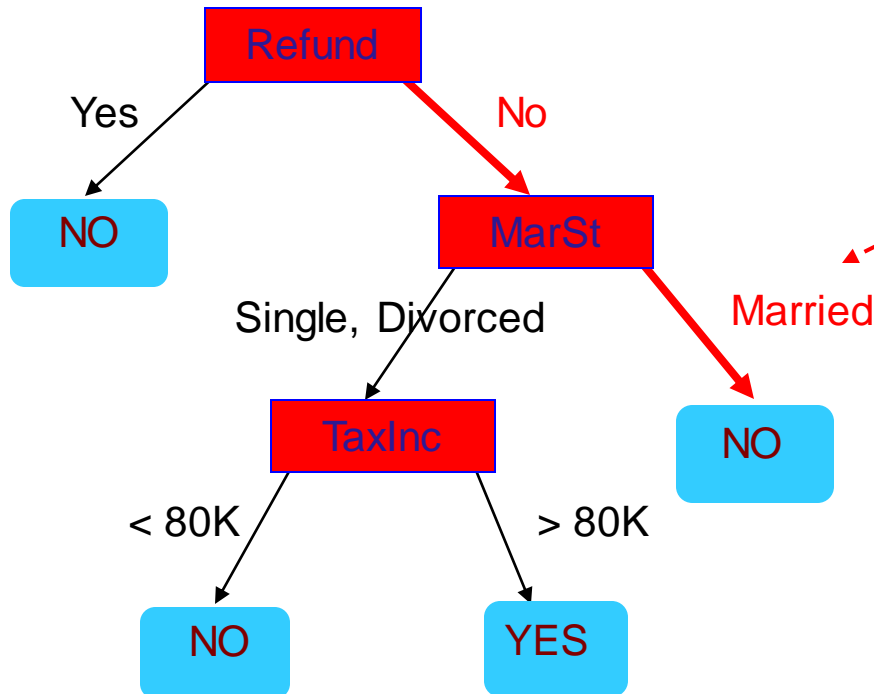 Refund
Yes
No
NO
MarSt
Single, Divorced
Married
TaxInc
NO
< 80K
> 80K
NO
YES